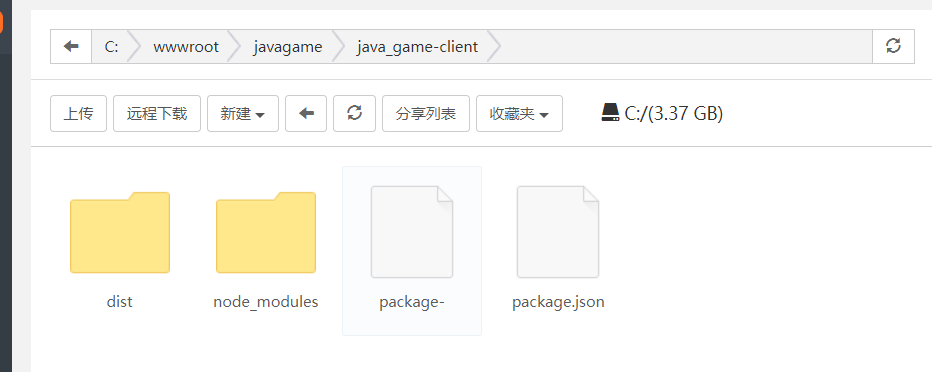 C: wwwroot javagame java_game-client
上传 远程下载 新建 分享列表 收藏夹 C:/(3.37 GB)
dist node_modules package- package.json